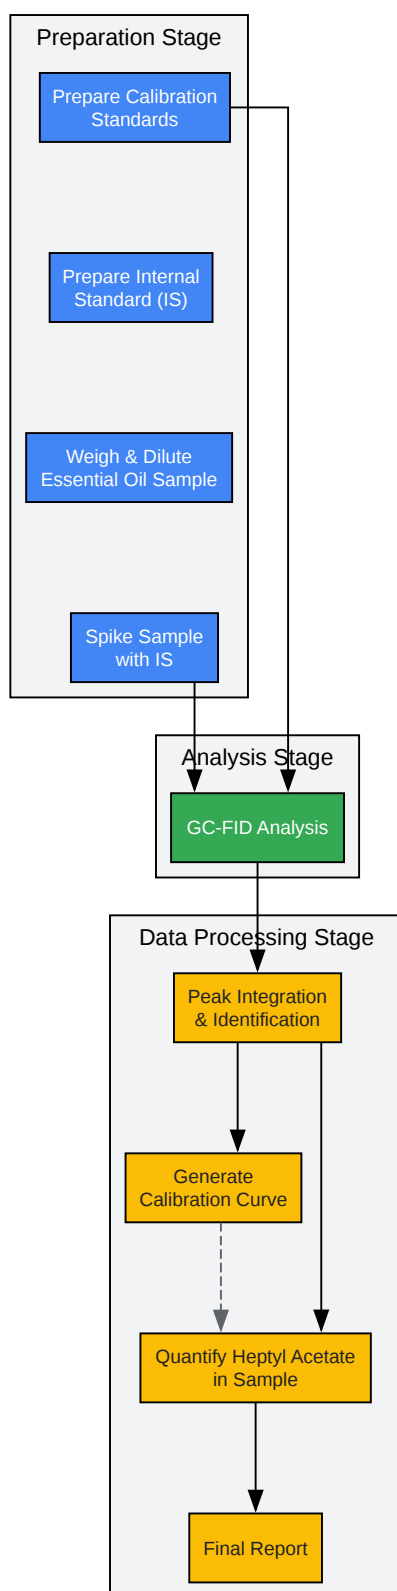 Preparation Stage
Prepare Calibration
Standards
Prepare Internal
Standard (IS)
Weigh & Dilute
Essential Oil Sample
Spike Sample
with IS
Analysis Stage
GC-FID Analysis
Data Processing Stage
Peak Integration
& Identification
Generate
Calibration Curve
Quantify Heptyl Acetate
in Sample
Final Report